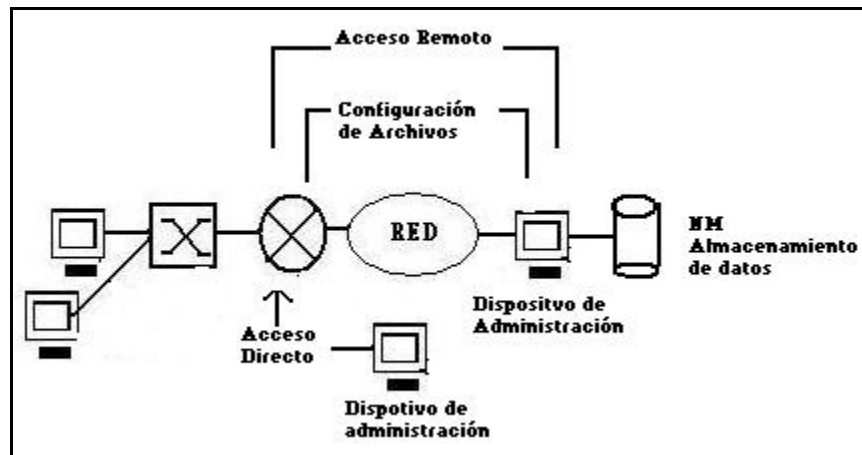 Acceso Remoto
Configuración
de Archivos
RED
NM
Almacenamiento
de datos
Dispositvo de
Administración
Acceso
Directo
Dispotivo de
administración